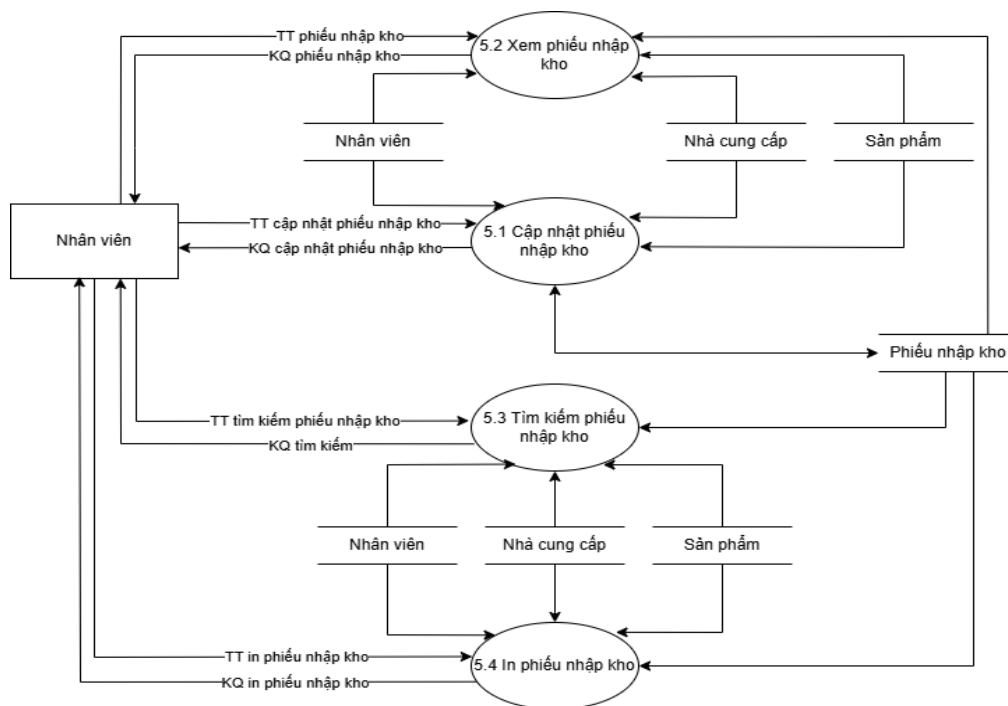 TT phiếu nhập kho
KQ phiếu nhập kho
5.2 Xem phiếu nhập
kho
Nhân viên
Nhà cung cấp
Sản phẩm
Nhân viên
TT cập nhật phiếu nhập kho
KQ cập nhật phiếu nhập kho
5.1 Cập nhật phiếu
nhập kho
Phiếu nhập kho
TT tìm kiếm phiếu nhập kho
KQ tìm kiếm
5.3 Tìm kiếm phiếu
nhập kho
Nhân viên
Nhà cung cấp
Sản phẩm
TT in phiếu nhập kho
KQ in phiếu nhập kho
5.4 In phiếu nhập kho